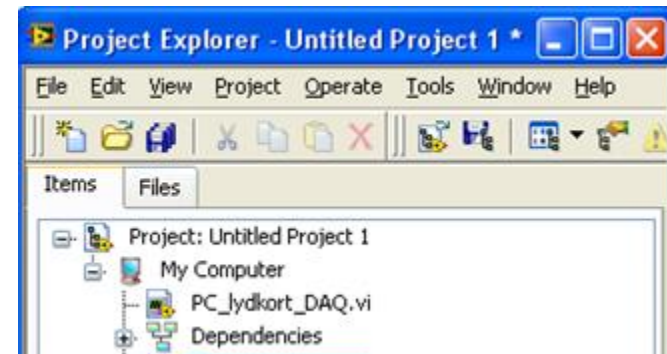 Project Explorer - Untitled Project 1 *
File Edit View Project Operate Tools Window Help
Items Files
Project: Untitled Project 1
My Computer
PC_lydkort_DAQ.vi
Dependencies